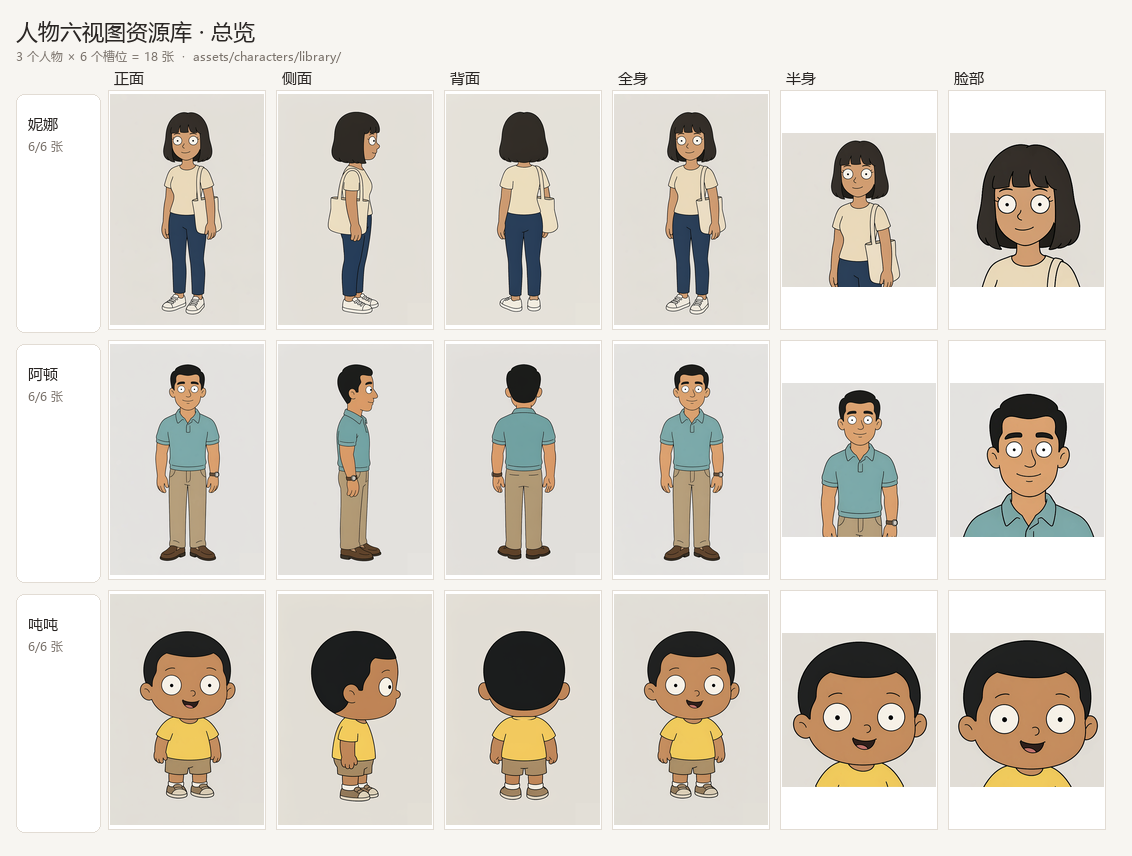 人物六视图资源库 · 总览
3 个人物 × 6 个槽位 = 18 张 · assets/characters/library/
正面 侧面 背面 全身 半身 脸部
妮娜
6/6 张
阿顿
6/6 张
吨吨
6/6 张